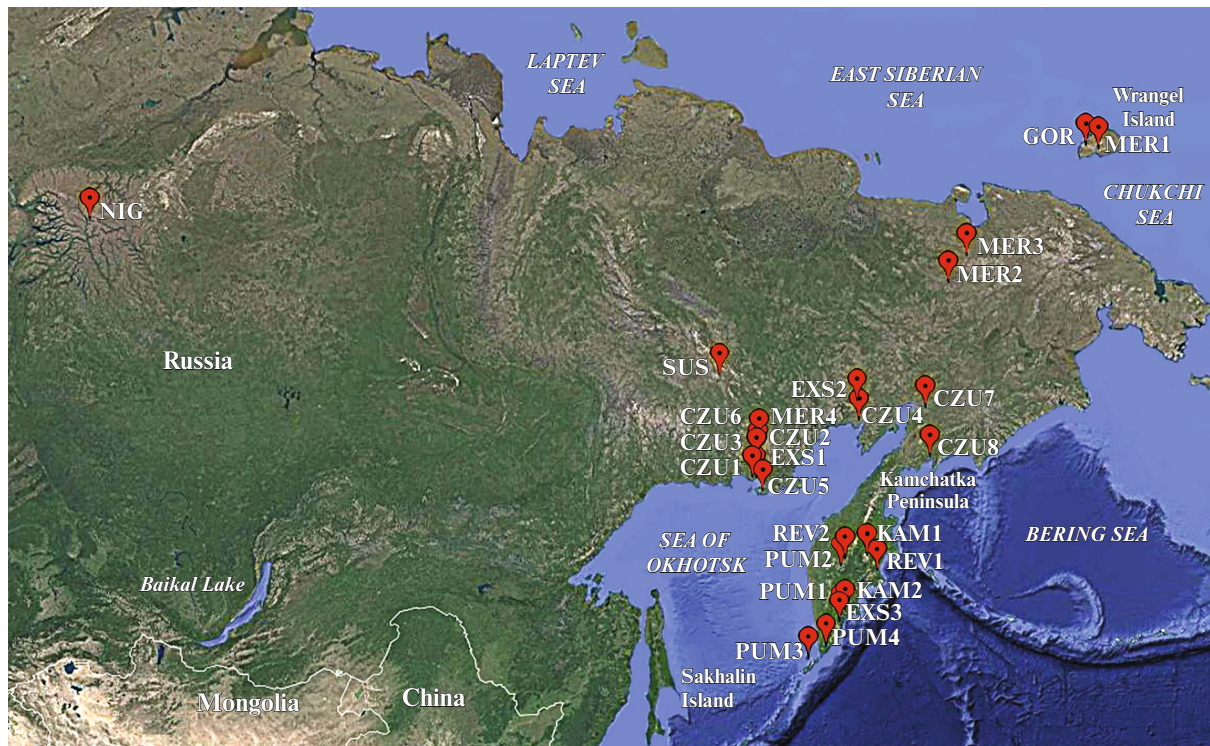 LAPTEV
SEA
EAST SIBERIAN
SEA
Wrangel
Island
GOR
MER1
CHUKCHI
SEA
NIG
MER3
MER2
Russia
SUS
EXS2
CZU7
CZU6
MER4
CZU4
CZU3
CZU2
CZU8
CZU1
EXS1
CZU5
Kamchatka
Peninsula
REV2
KAM1
SEA OF
OKHOTSK
BERING SEA
PUM2
REV1
Baikal Lake
PUM1
KAM2
EXS3
PUM4
PUM3
Sakhalin
Island
Mongolia
China